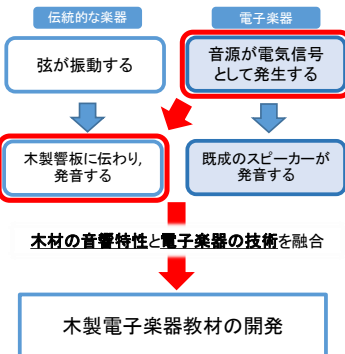 伝統的な楽器
電子楽器
弦が振動する
音源が電気信号
として発生する
木製響板に伝わり,
発音する
既成のスピーカーが
発音する
木材の音響特性と電子楽器の技術を融合
木製電子楽器教材の開発